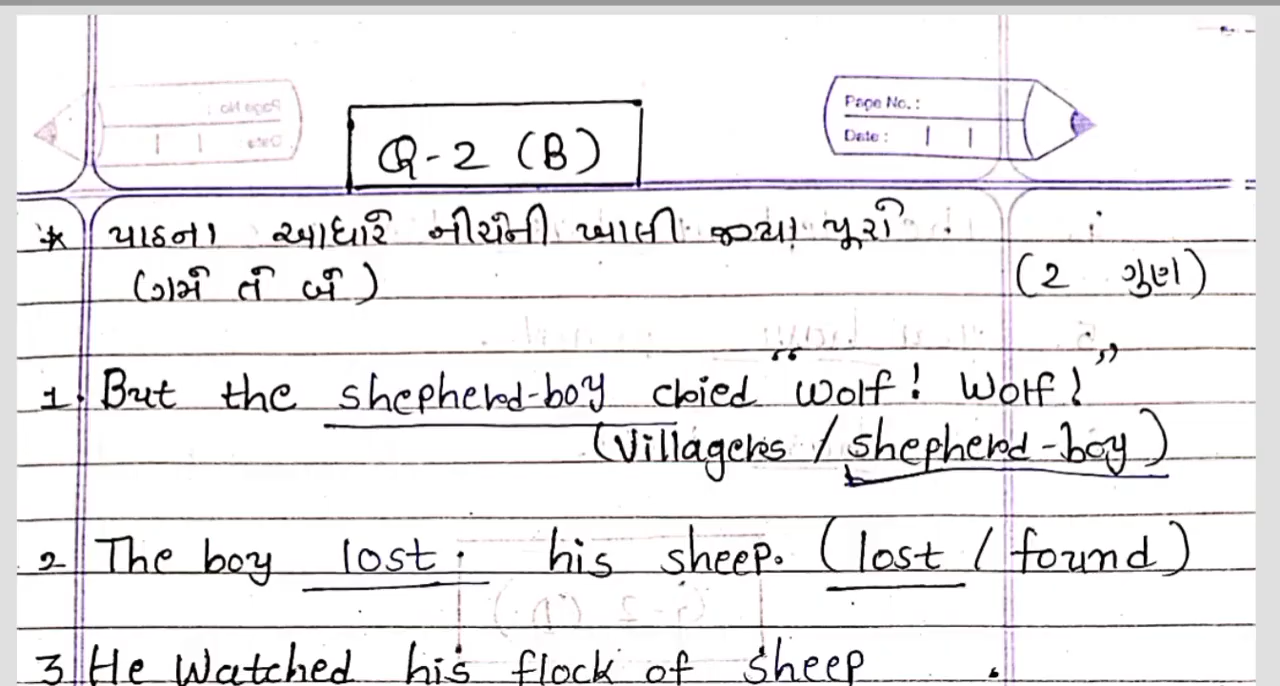 Page No. :
Date :
Q-2 (B)
* પાઠના આધારે નીચેની ખાલી જગ્યા પૂરો
(ગમે તે બે) (2 ગુણ)
1. But the shepherd-boy cried "Wolf! Wolf!"
(Villagers / shepherd-boy)
2 The boy lost. his sheep. (lost / found)
3 He Watched his flock of sheep .